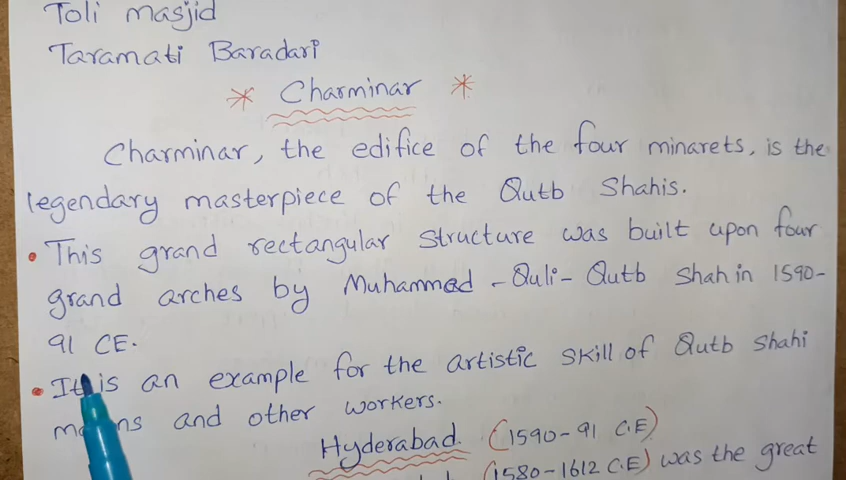 Toli masjid
Taramati Baradari
* Charminar *
Charminar, the edifice of the four minarets, is the
legendary masterpiece of the Qutb Shahis.
• This grand rectangular structure was built upon four
grand arches by Muhammad - Quli - Qutb Shah in 1590-
91 CE.
• It is an example for the artistic skill of Qutb Shahi
and other workers.
Hyderabad. (1590-91 C.E)
(1580-1612 C.E) was the great